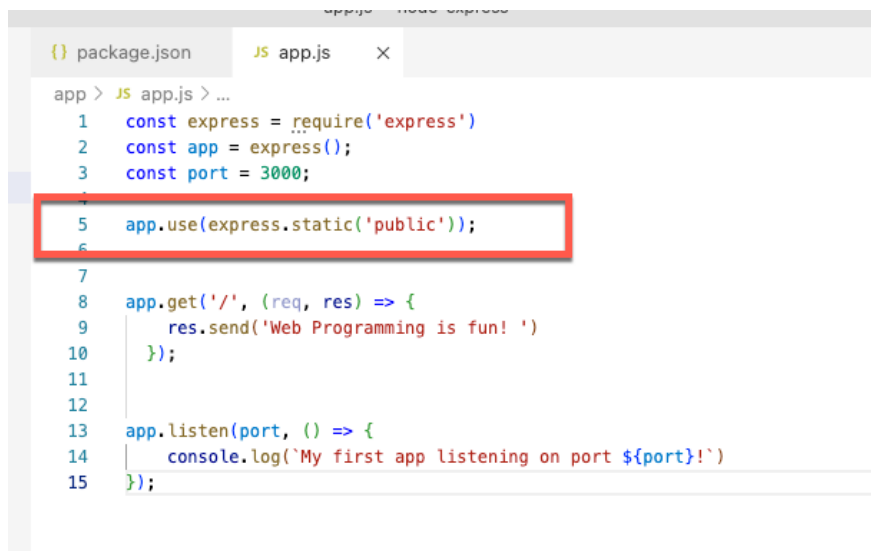 app.js — node-express
{} package.json JS app.js ×
app > JS app.js > ...
1 const express = require('express')
2 const app = express();
3 const port = 3000;
4
5 app.use(express.static('public'));
6
7
8 app.get('/', (req, res) => {
9 res.send('Web Programming is fun! ')
10 });
11
12
13 app.listen(port, () => {
14 console.log(`My first app listening on port ${port}!`)
15 });